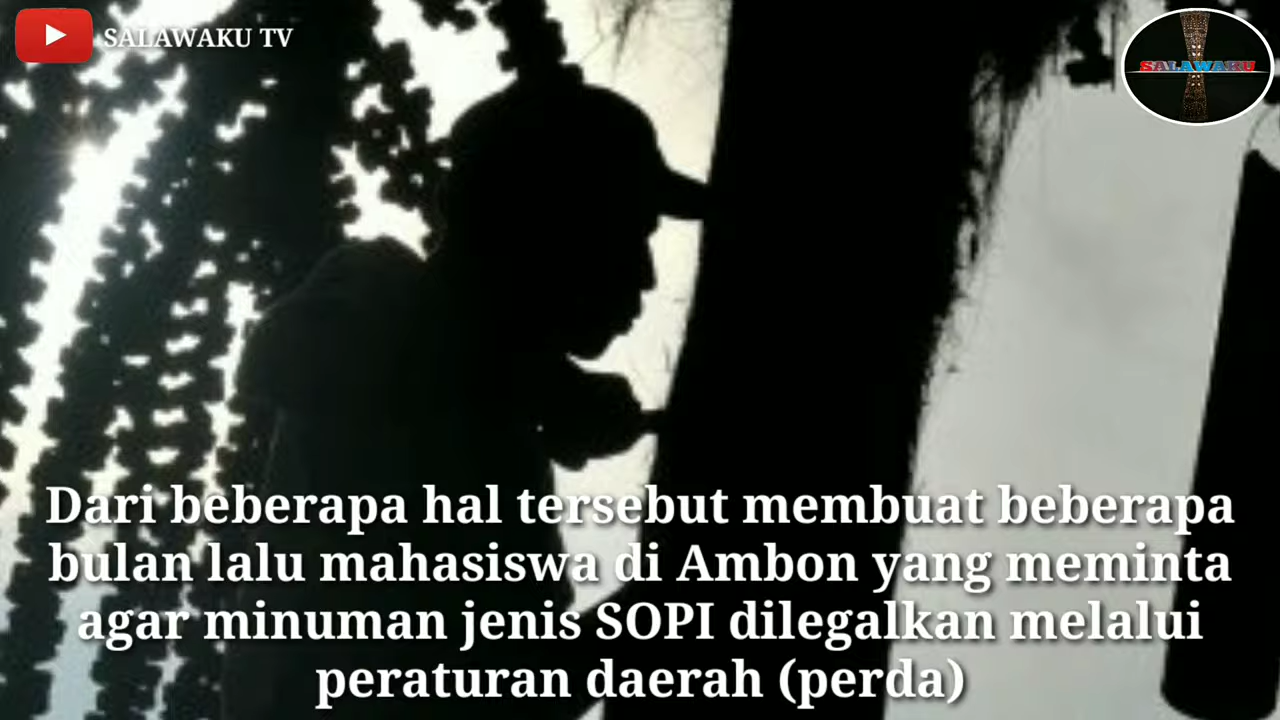 SALAWAKU TV
SALAWAKU
Dari beberapa hal tersebut membuat beberapa
bulan lalu mahasiswa di Ambon yang meminta
agar minuman jenis SOPI dilegalkan melalui
peraturan daerah (perda)